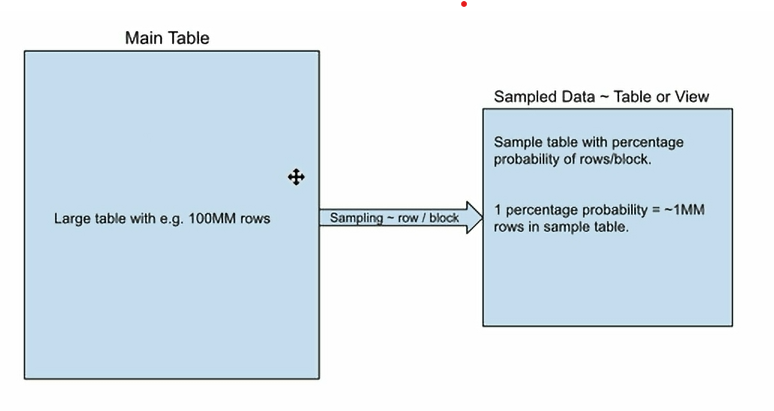 Main Table
Large table with e.g. 100MM rows
Sampling ~ row / block
Sampled Data ~ Table or View
Sample table with percentage
probability of rows/block.
1 percentage probability = ~1MM
rows in sample table.